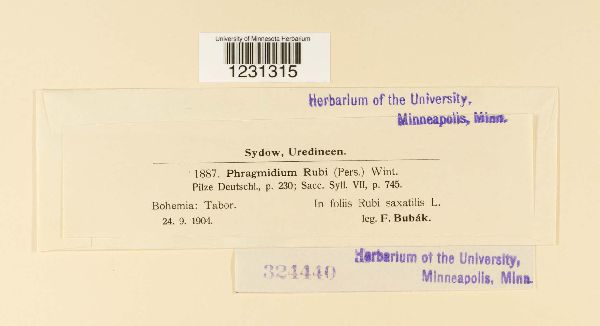 University of Minnesota Herbarium
1231315
Herbarium of the University,
Minneapolis, Minn.
Sydow, Uredineen.
1887. Phragmidium Rubi (Pers.) Wint.
Pilze Deutschl., p. 230; Sacc. Syll. VII, p. 745.
Bohemia: Tabor. In foliis Rubi saxatilis L.
24. 9. 1904. leg. F. Bubák.
324440
Herbarium of the University,
Minneapolis, Minn.